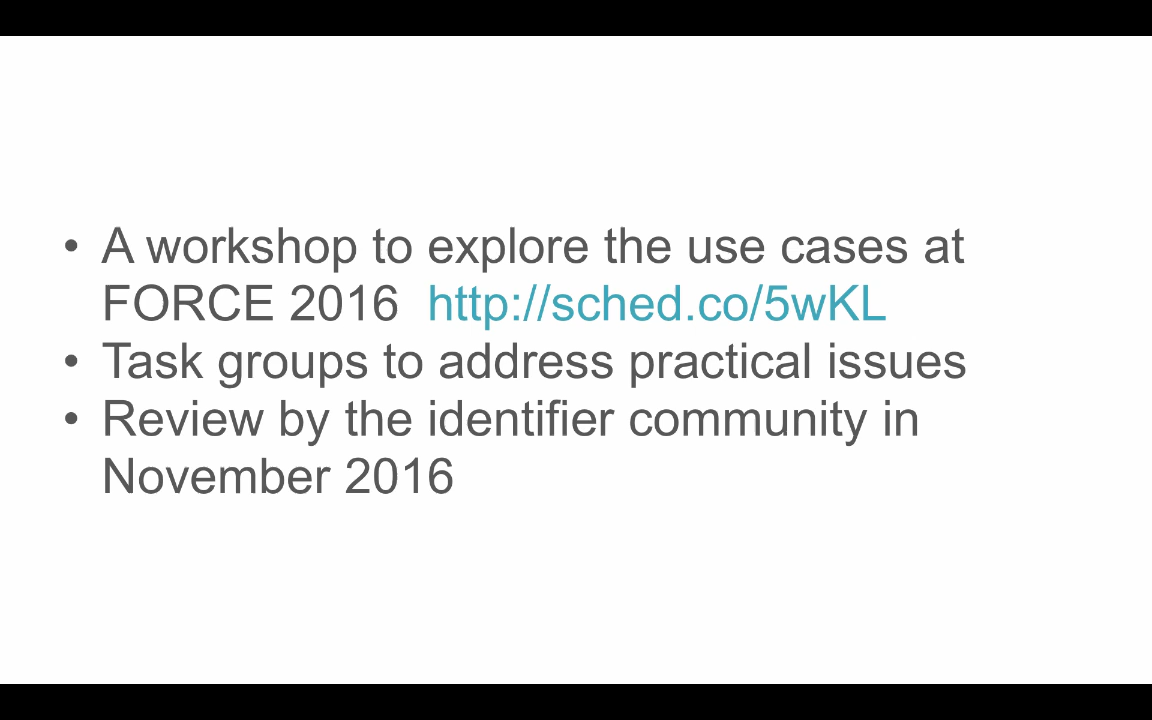 • A workshop to explore the use cases at
FORCE 2016 http://sched.co/5wKL
• Task groups to address practical issues
• Review by the identifier community in
November 2016